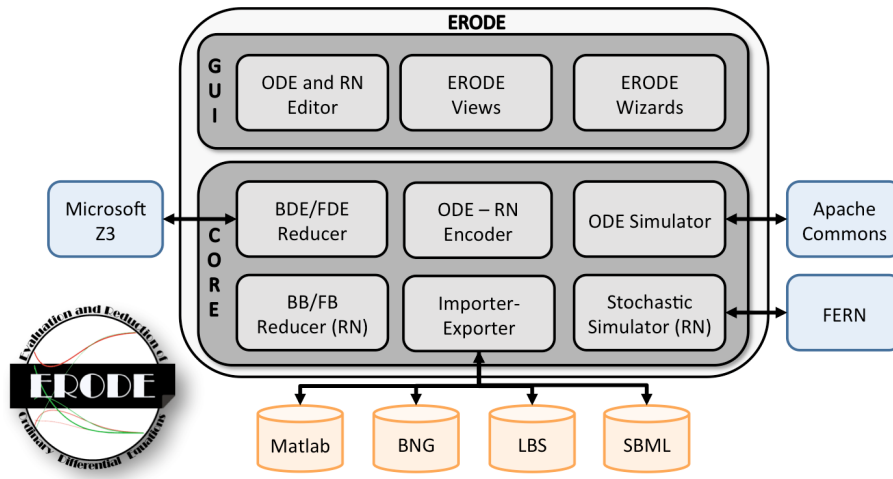 ERODE
GUI
ODE and RN
Editor
ERODE
Views
ERODE
Wizards
CORE
Microsoft
Z3
BDE/FDE
Reducer
ODE – RN
Encoder
ODE Simulator
Apache
Commons
BB/FB
Reducer (RN)
Importer-
Exporter
Stochastic
Simulator (RN)
FERN
Evaluation and Reduction of
ERODE
Ordinary Differential Equations
Matlab
BNG
LBS
SBML